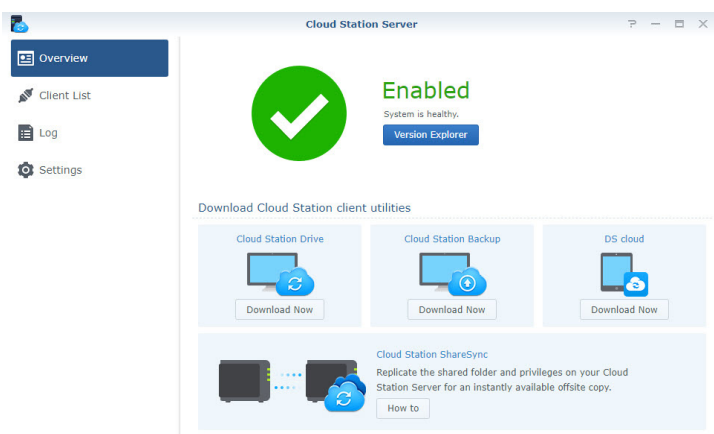 Cloud Station Server
Overview
Client List
Log
Settings
Enabled
System is healthy.
Version Explorer
Download Cloud Station client utilities
Cloud Station Drive
Download Now
Cloud Station Backup
Download Now
DS cloud
Download Now
Cloud Station ShareSync
Replicate the shared folder and privileges on your Cloud
Station Server for an instantly available offsite copy.
How to